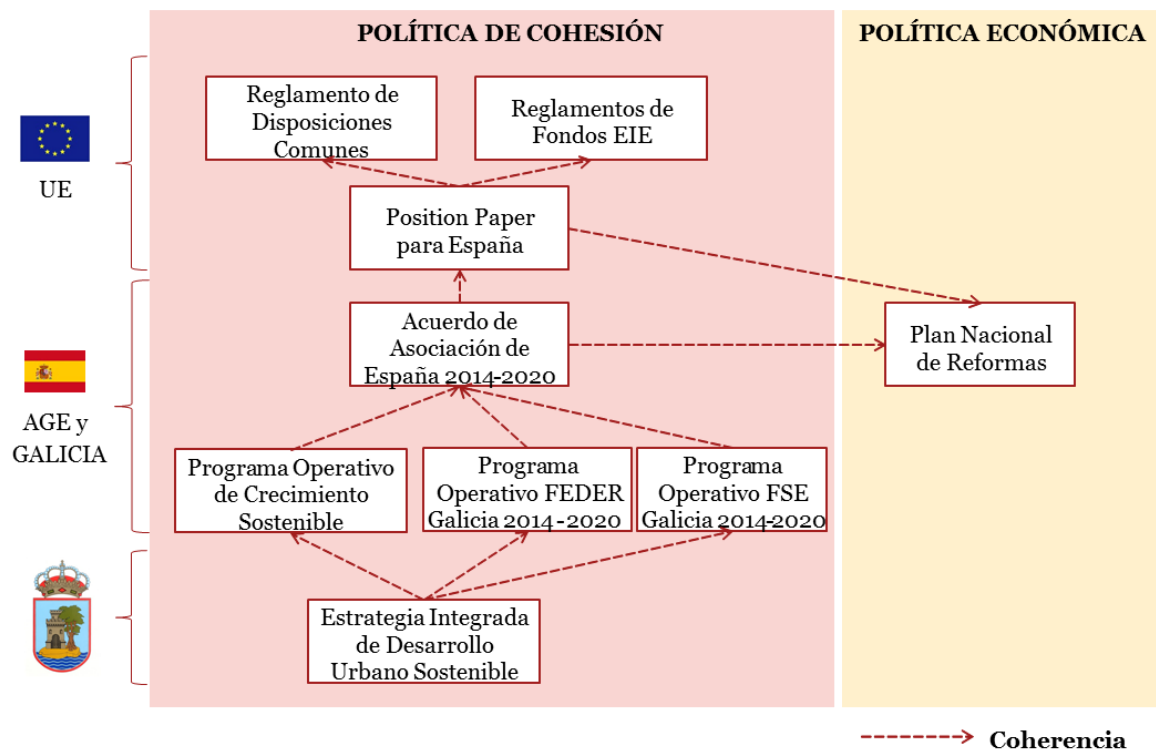 POLÍTICA DE COHESIÓN
POLÍTICA ECONÓMICA
Reglamento de
Disposiciones
Comunes
Reglamentos de
Fondos EIE
UE
Position Paper
para España
Acuerdo de
Asociación de
España 2014-2020
Plan Nacional
de Reformas
AGE y
GALICIA
Programa Operativo
de Crecimiento
Sostenible
Programa
Operativo FEDER
Galicia 2014-2020
Programa
Operativo FSE
Galicia 2014-2020
Estrategia Integrada
de Desarrollo
Urbano Sostenible
Coherencia